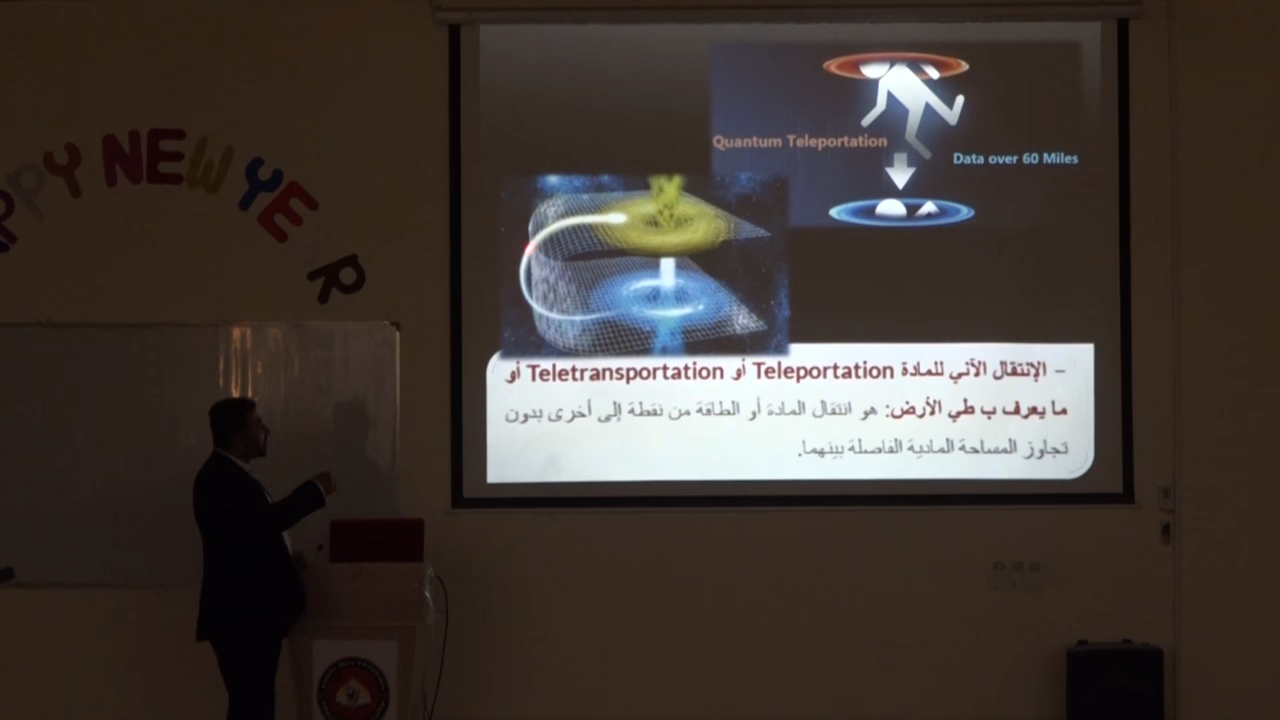 PPY NEW YE R
Quantum Teleportation
Data over 60 Miles
– الإنتقال الآني للمادة Teleportation أو Teletransportation أو
ما يعرف ب طي الأرض: هو انتقال المادة أو الطاقة من نقطة إلى أخرى بدون
تجاوز المساحة المادية الفاصلة بينهما.